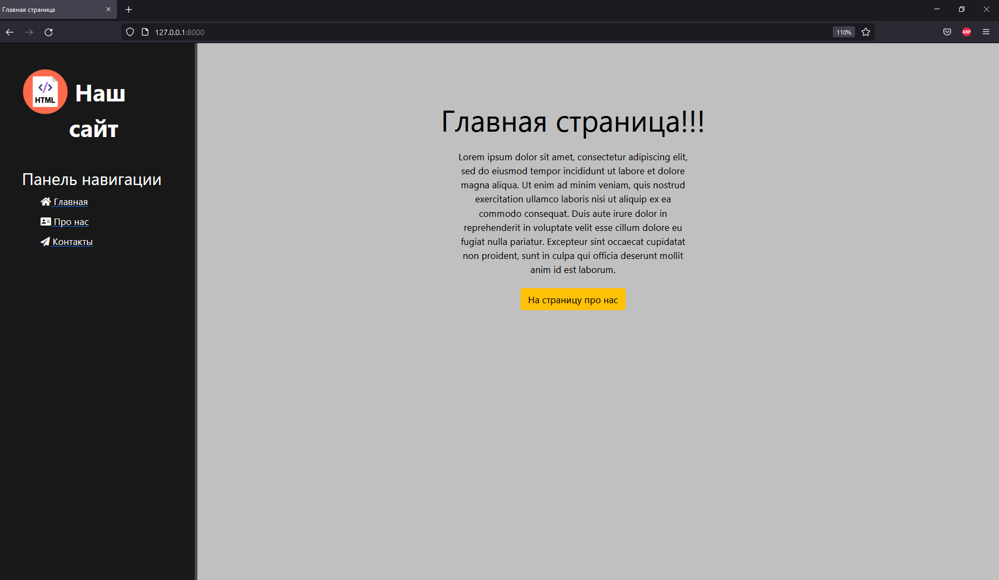 Главная страница
127.0.0.1:8000
110%
ABP
HTML
Наш
сайт
Панель навигации
Главная
Про нас
Контакты
Главная страница!!!
Lorem ipsum dolor sit amet, consectetur adipiscing elit,
sed do eiusmod tempor incididunt ut labore et dolore
magna aliqua. Ut enim ad minim veniam, quis nostrud
exercitation ullamco laboris nisi ut aliquip ex ea
commodo consequat. Duis aute irure dolor in
reprehenderit in voluptate velit esse cillum dolore eu
fugiat nulla pariatur. Excepteur sint occaecat cupidatat
non proident, sunt in culpa qui officia deserunt mollit
anim id est laborum.
На страницу про нас